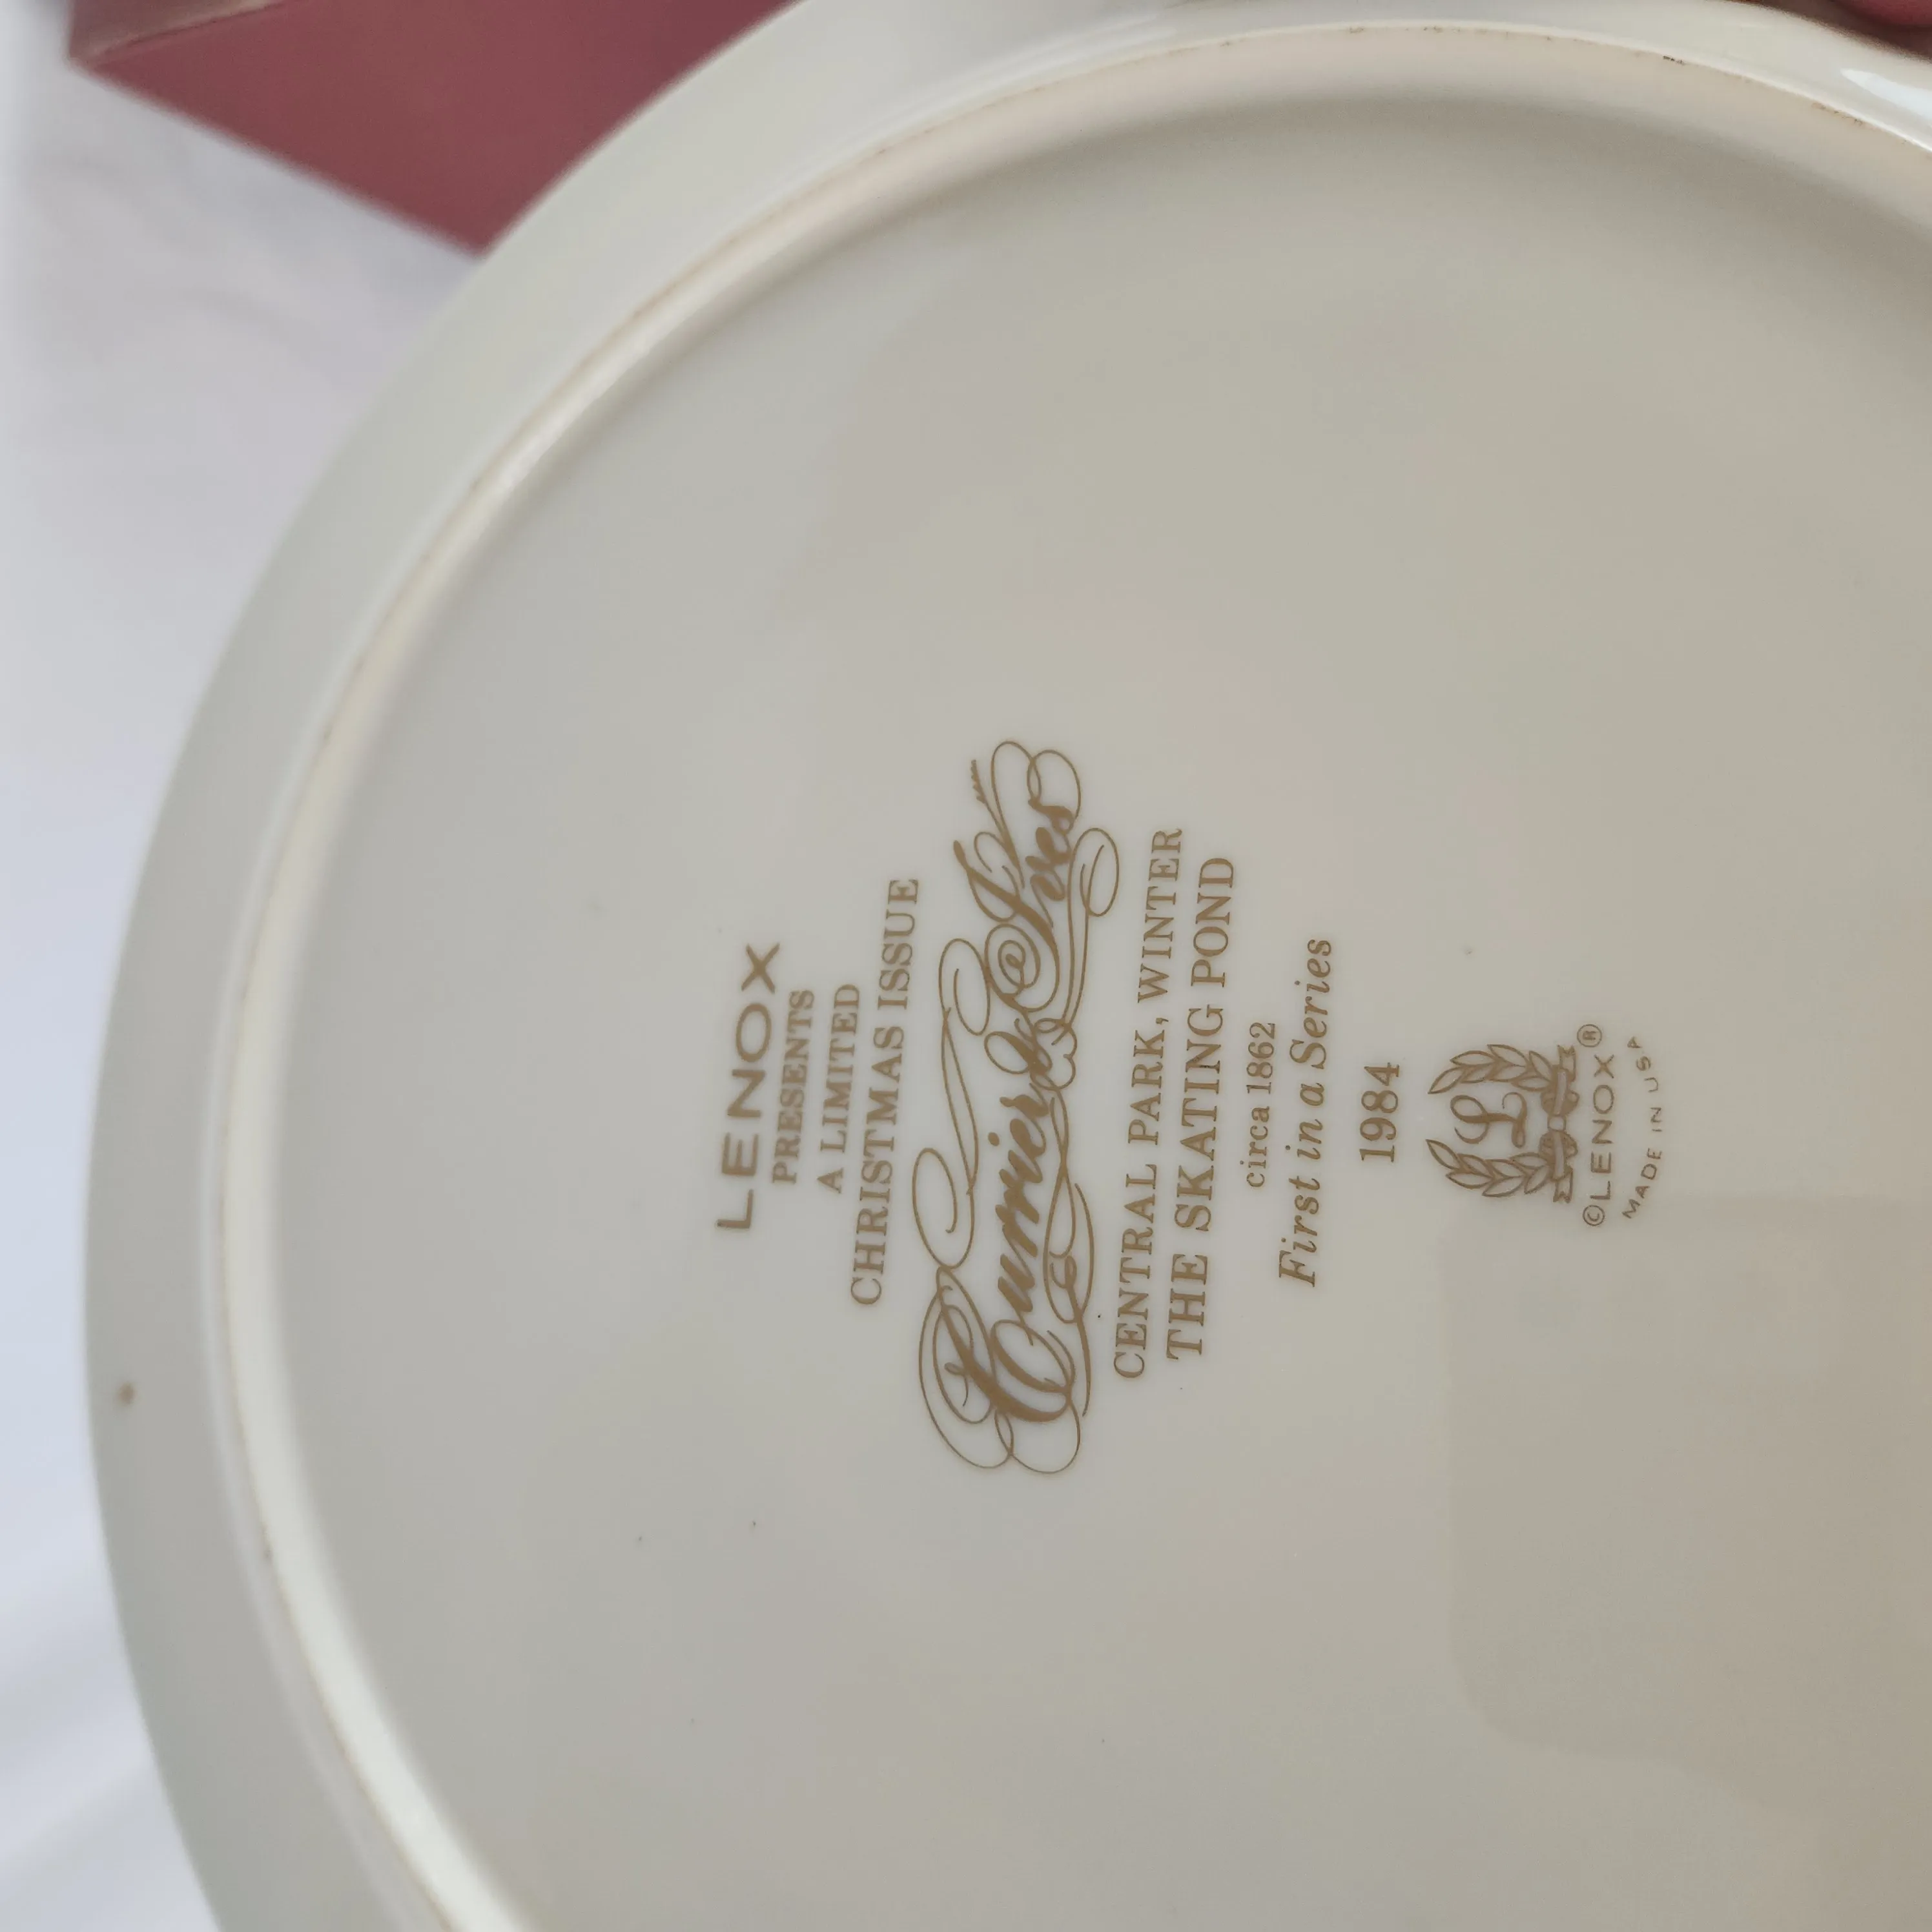 LENOX
PRESENTS
A LIMITED
CHRISTMAS ISSUE
Currier & Ives
CENTRAL PARK, WINTER
THE SKATING POND
circa 1862
First in a Series
1984
L
©LENOX®
MADE IN USA